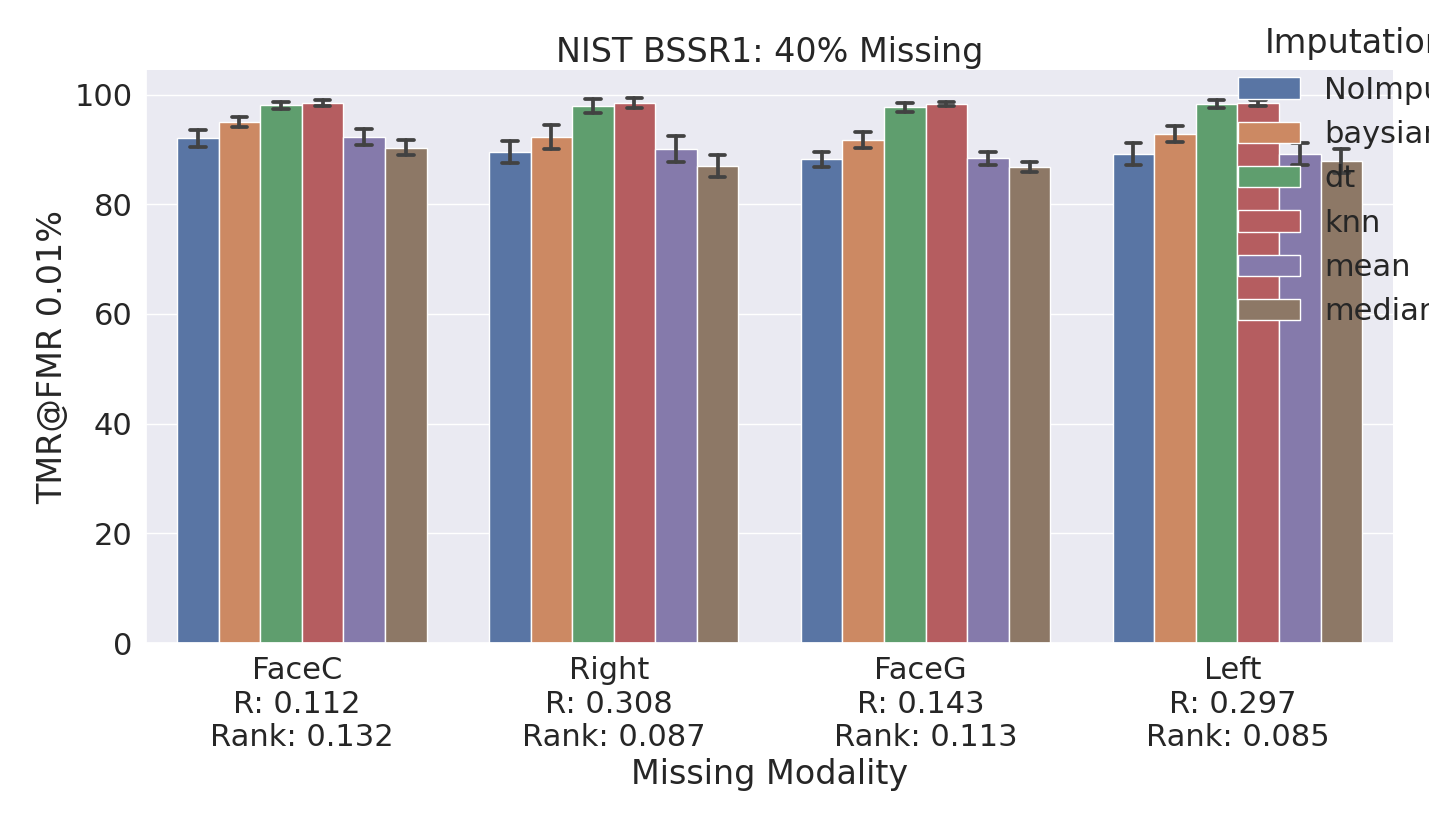 NIST BSSR1: 40% Missing
Imputation
NoImpu
baysian
dt
knn
mean
median
TMR@FMR 0.01%
100
80
60
40
20
0
FaceC
R: 0.112
Rank: 0.132
Right
R: 0.308
Rank: 0.087
FaceG
R: 0.143
Rank: 0.113
Left
R: 0.297
Rank: 0.085
Missing Modality